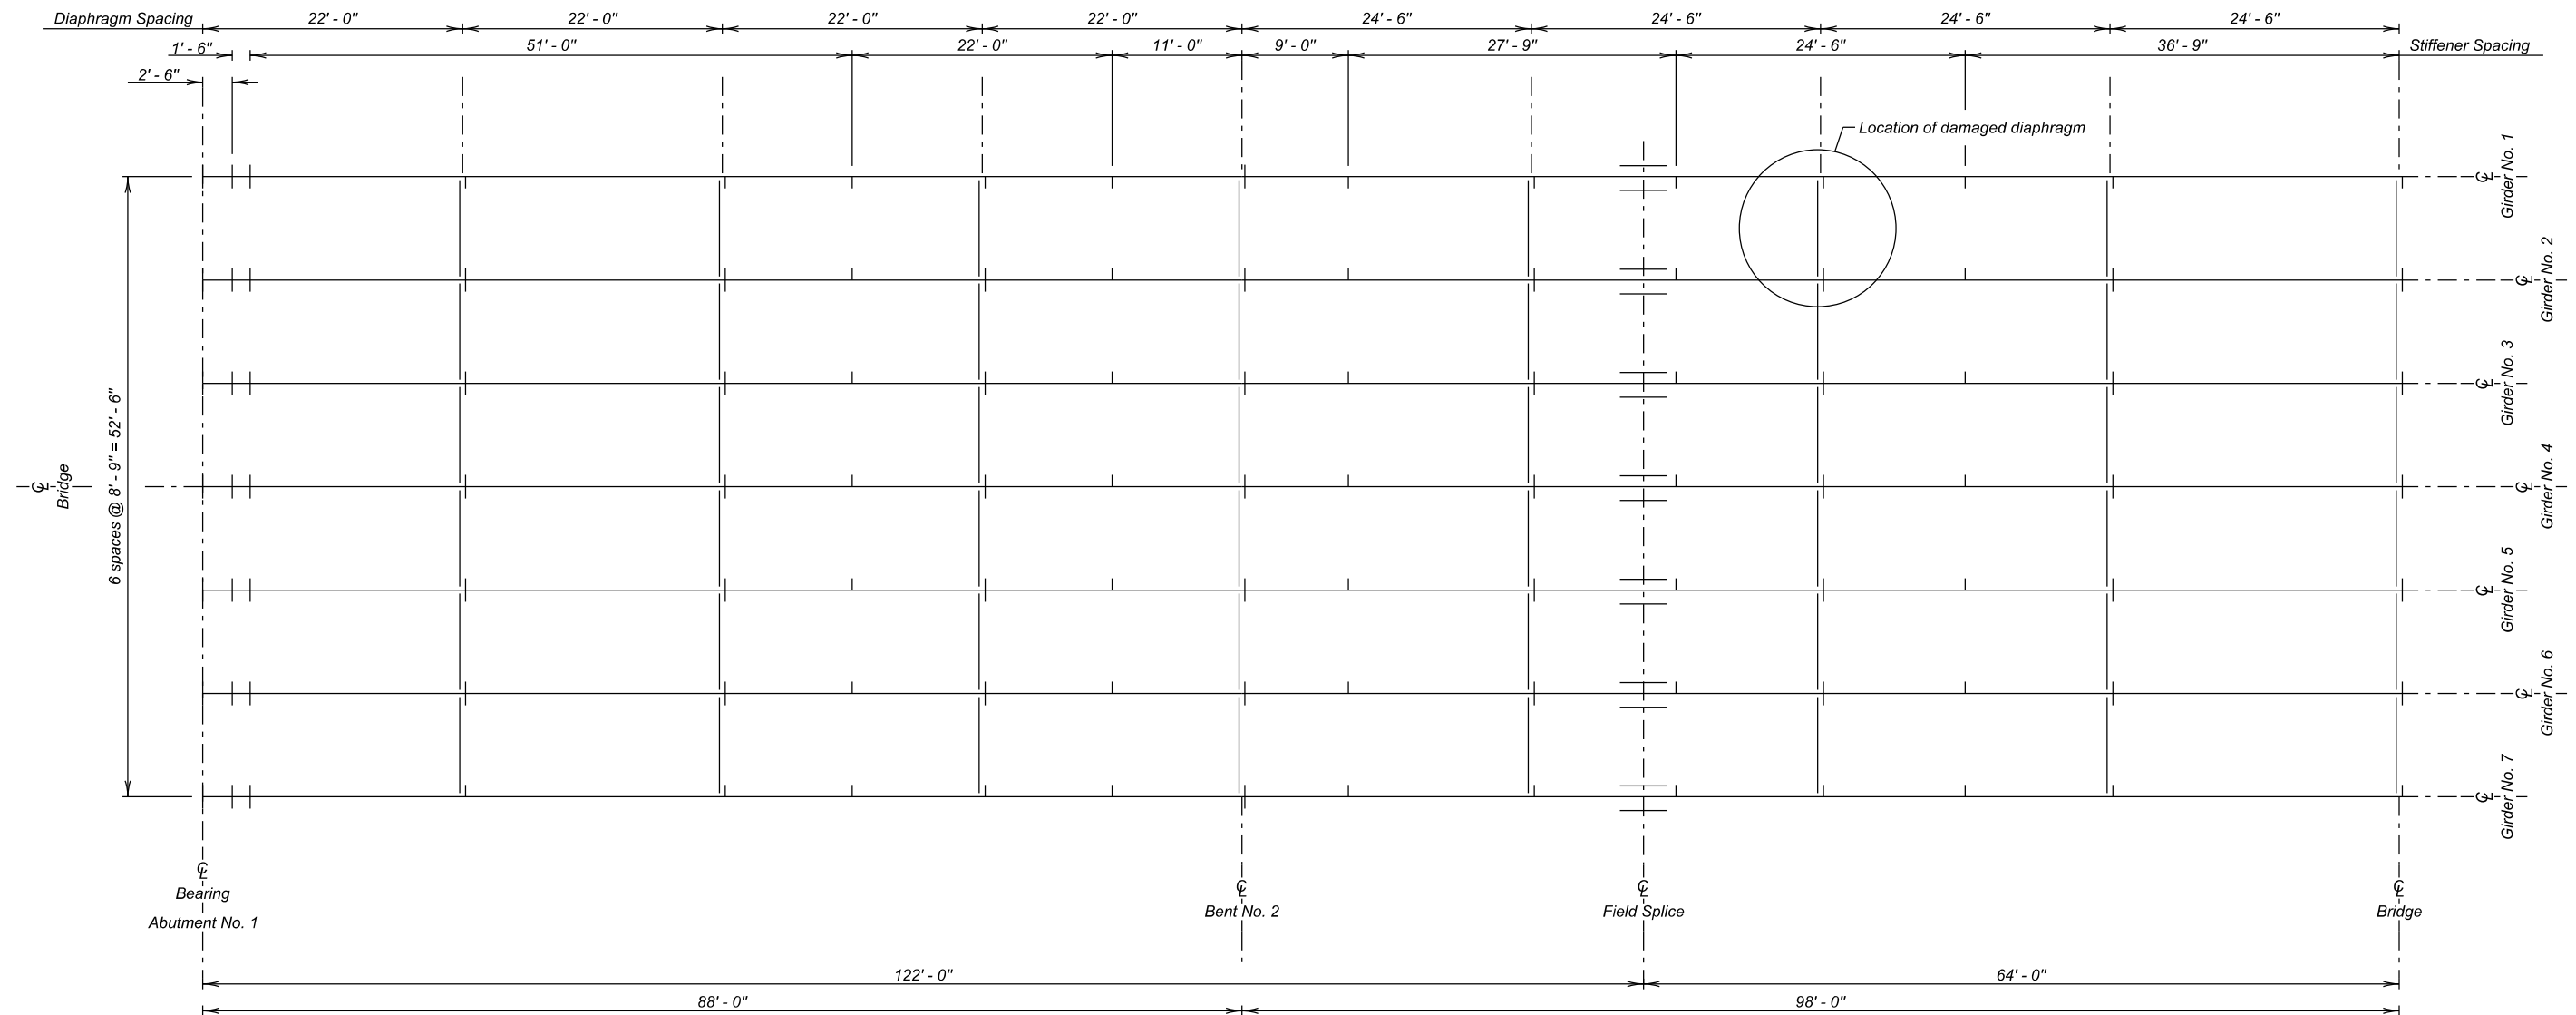 Diaphragm Spacing 22' - 0" 22' - 0" 22' - 0" 22' - 0" 24' - 6" 24' - 6" 24' - 6" 24' - 6"
1' - 6" 51' - 0" 22' - 0" 11' - 0" 9' - 0" 27' - 9" 24' - 6" 36' - 9" Stiffener Spacing
2' - 6"
Location of damaged diaphragm
Girder No. 1
Girder No. 2
Girder No. 3
Girder No. 4
Girder No. 5
Girder No. 6
Girder No. 7
℄
℄
℄
℄
℄
℄
℄
6 spaces @ 8' - 9" = 52' - 6"
℄
Bridge
℄
Bearing
Abutment No. 1
℄
Bent No. 2
℄
Field Splice
℄
Bridge
122' - 0" 64' - 0"
88' - 0" 98' - 0"